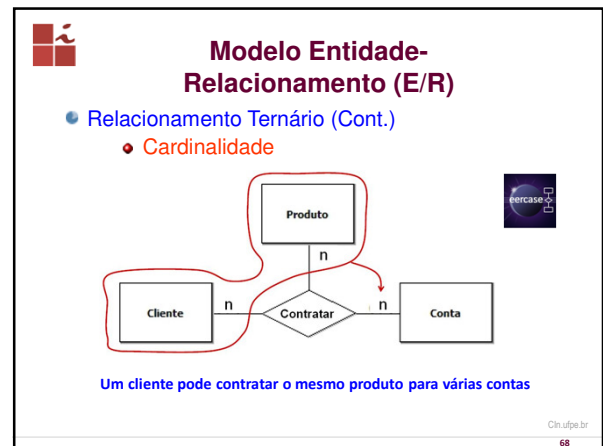 Modelo Entidade-
Relacionamento (E/R)
Relacionamento Ternário (Cont.)
Cardinalidade
eercase
Produto
n
Cliente
n
Contratar
n
Conta
Um cliente pode contratar o mesmo produto para várias contas
CIn.ufpe.br
68